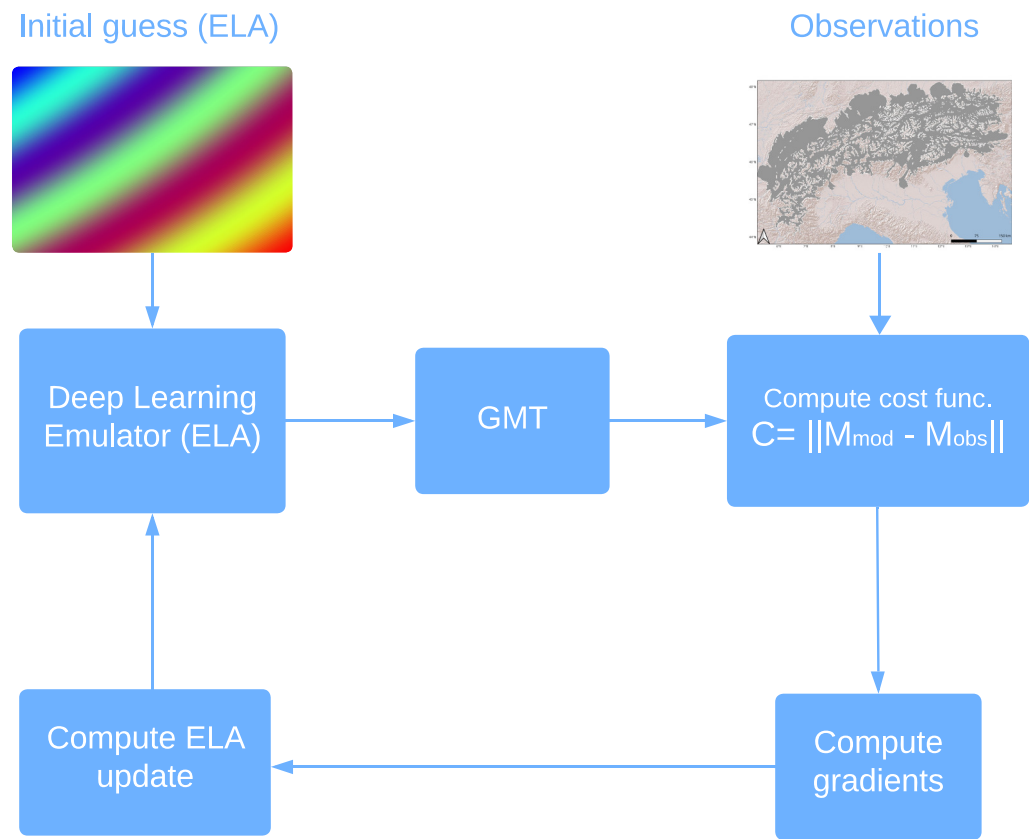 Initial guess (ELA)
Observations
Deep Learning
Emulator (ELA)
GMT
Compute cost func.
C= ||Mmod - Mobs||
Compute ELA
update
Compute
gradients